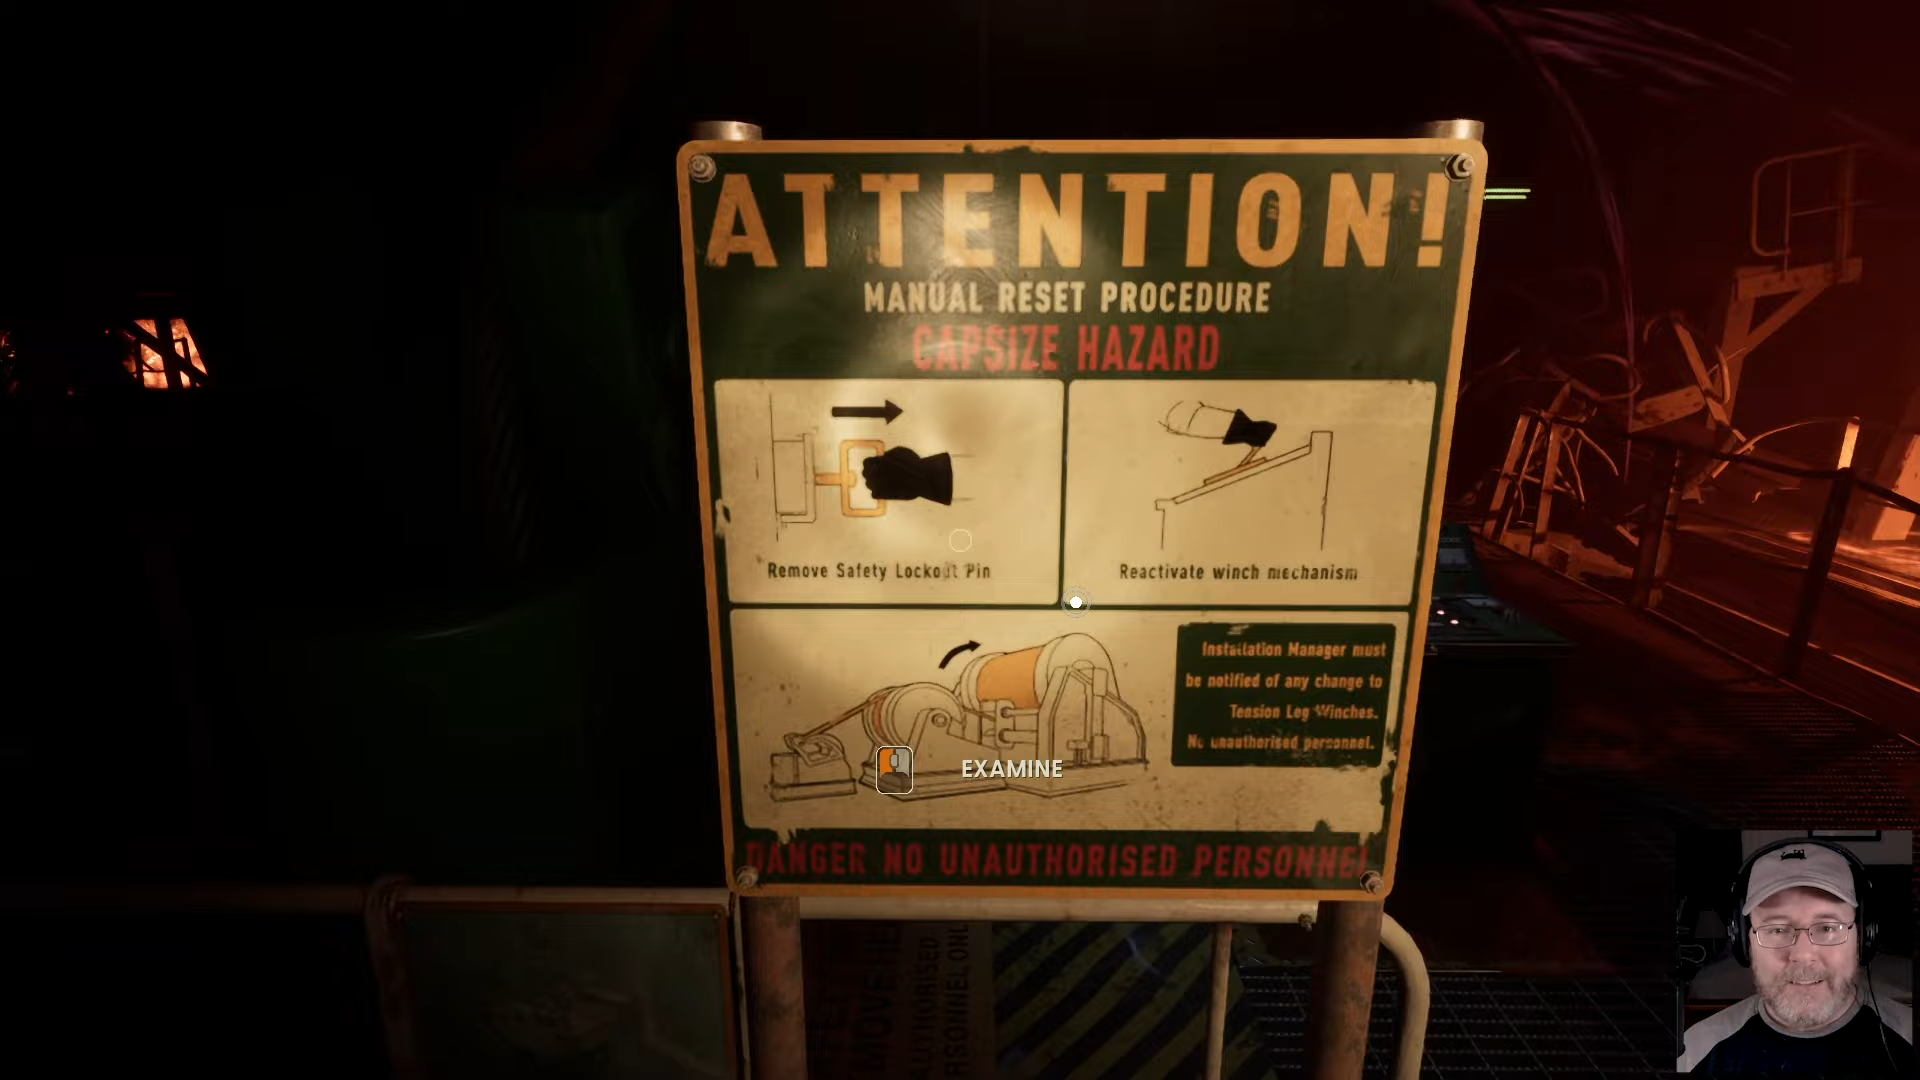 ATTENTION!
MANUAL RESET PROCEDURE
CAPSIZE HAZARD
Remove Safety Lockout Pin
Reactivate winch mechanism
Installation Manager must
be notified of any change to
Tension Leg Winches.
No unauthorised personnel.
EXAMINE
DANGER NO UNAUTHORISED PERSONNEL